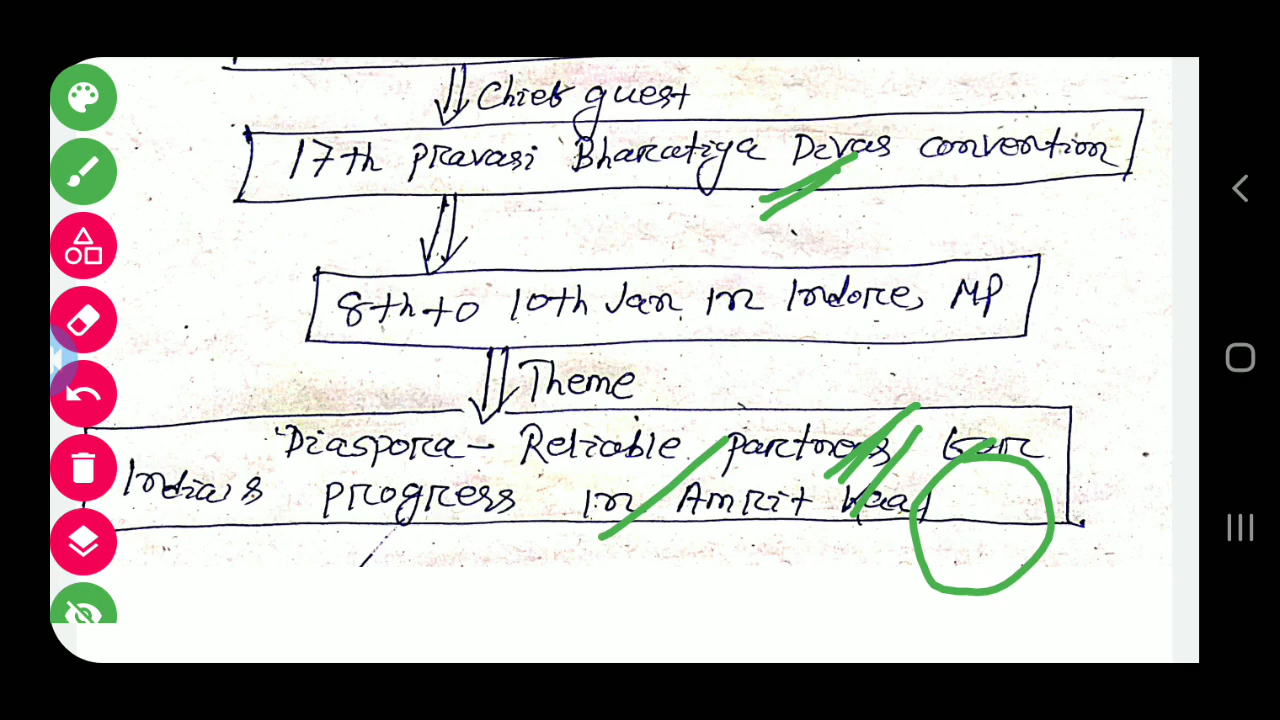 Chief guest
17th Pravasi Bharatiya Divas convention
8th to 10th Jan in Indore, MP
Theme
'Diaspora - Reliable partners for
India's progress in Amrit Kaal